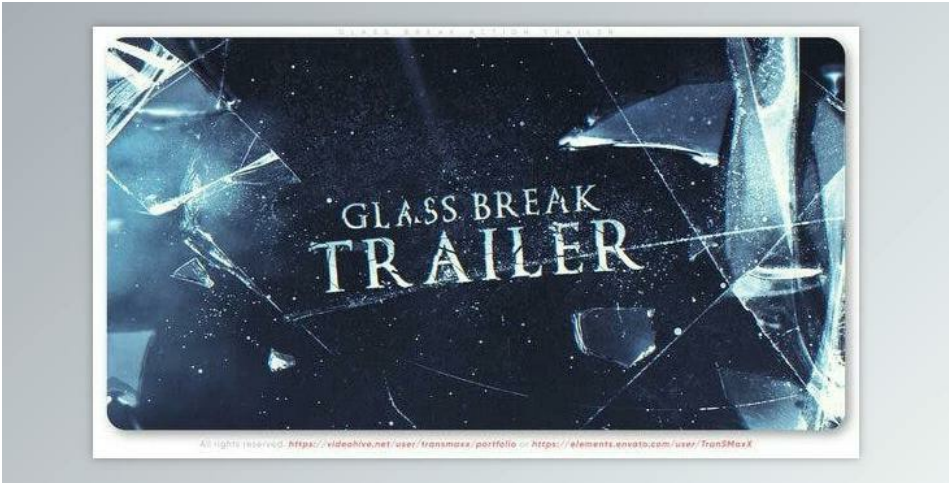 GLASS BREAK ACTION TRAILER
GLASS BREAK
TRAILER
All rights reserved. https://videohive.net/user/transmaxx/portfolio or https://elements.envato.com/user/TranSMaxX